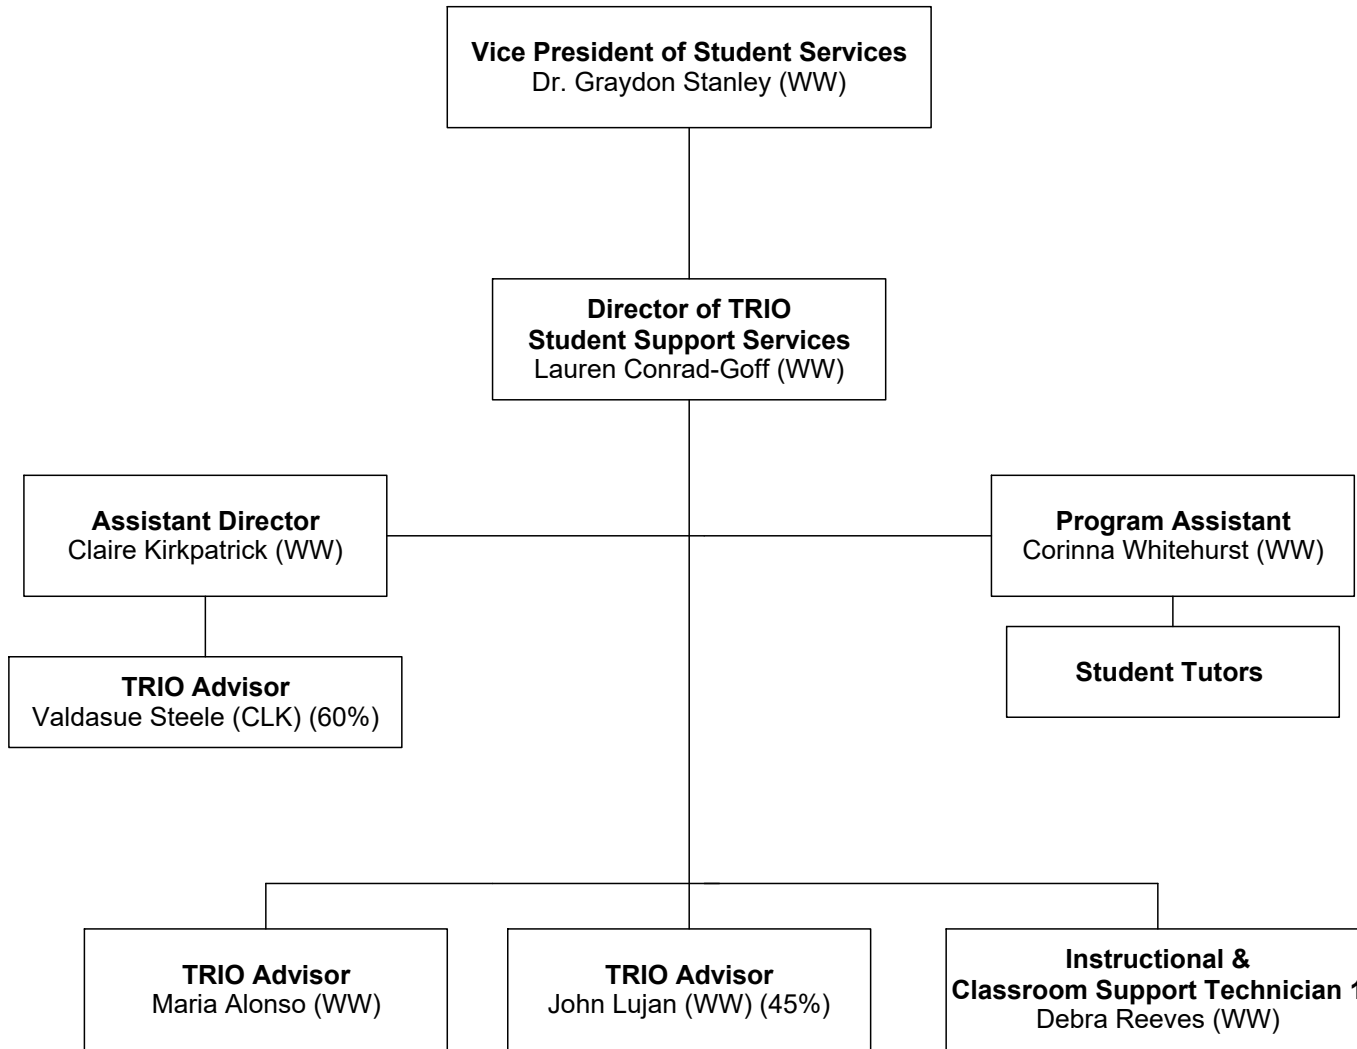 Vice President of Student Services
Dr. Graydon Stanley (WW)
Director of TRIO
Student Support Services
Lauren Conrad-Goff (WW)
Assistant Director
Claire Kirkpatrick (WW)
Program Assistant
Corinna Whitehurst (WW)
TRIO Advisor
Valdasue Steele (CLK) (60%)
Student Tutors
TRIO Advisor
Maria Alonso (WW)
TRIO Advisor
John Lujan (WW) (45%)
Instructional &
Classroom Support Technician 1
Debra Reeves (WW)